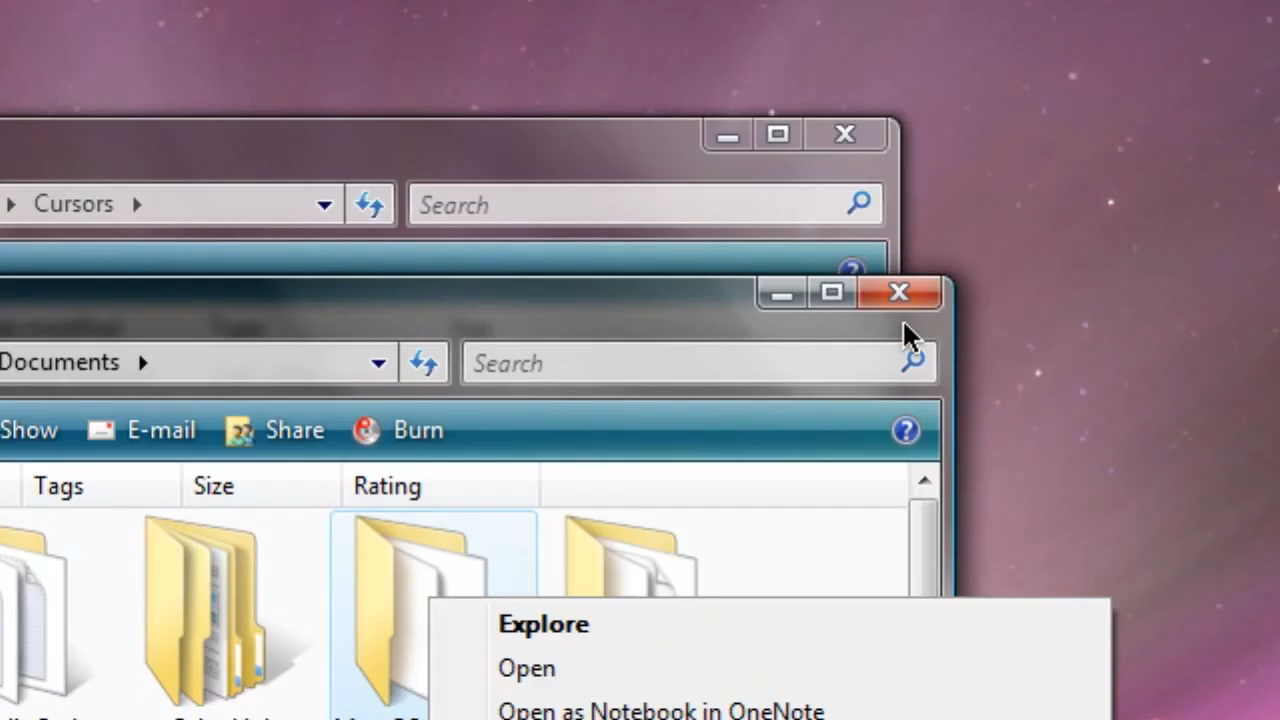 Cursors
Search
Documents
Search
Show E-mail Share Burn
Tags Size Rating
Explore
Open
Open as Notebook in OneNote